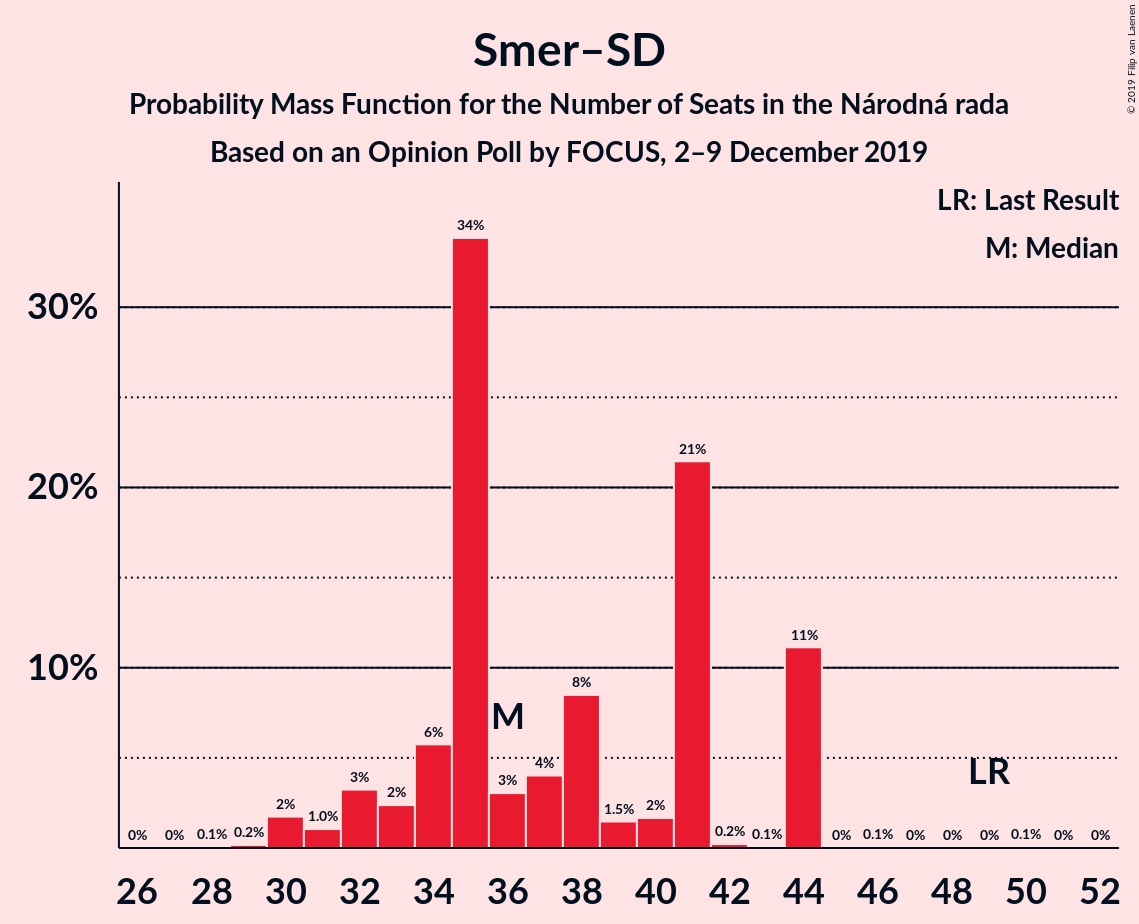 Smer–SD
Probability Mass Function for the Number of Seats in the Národná rada
Based on an Opinion Poll by FOCUS, 2–9 December 2019
© 2019 Filip van Laenen
LR: Last Result
M: Median
30%
20%
10%
0% 0% 0.1% 0.2% 2% 1.0% 3% 2% 6% 34% 3% 4% 8% 1.5% 2% 21% 0.2% 0.1% 11% 0% 0.1% 0% 0% 0% 0.1% 0% 0%
M
LR
26 28 30 32 34 36 38 40 42 44 46 48 50 52